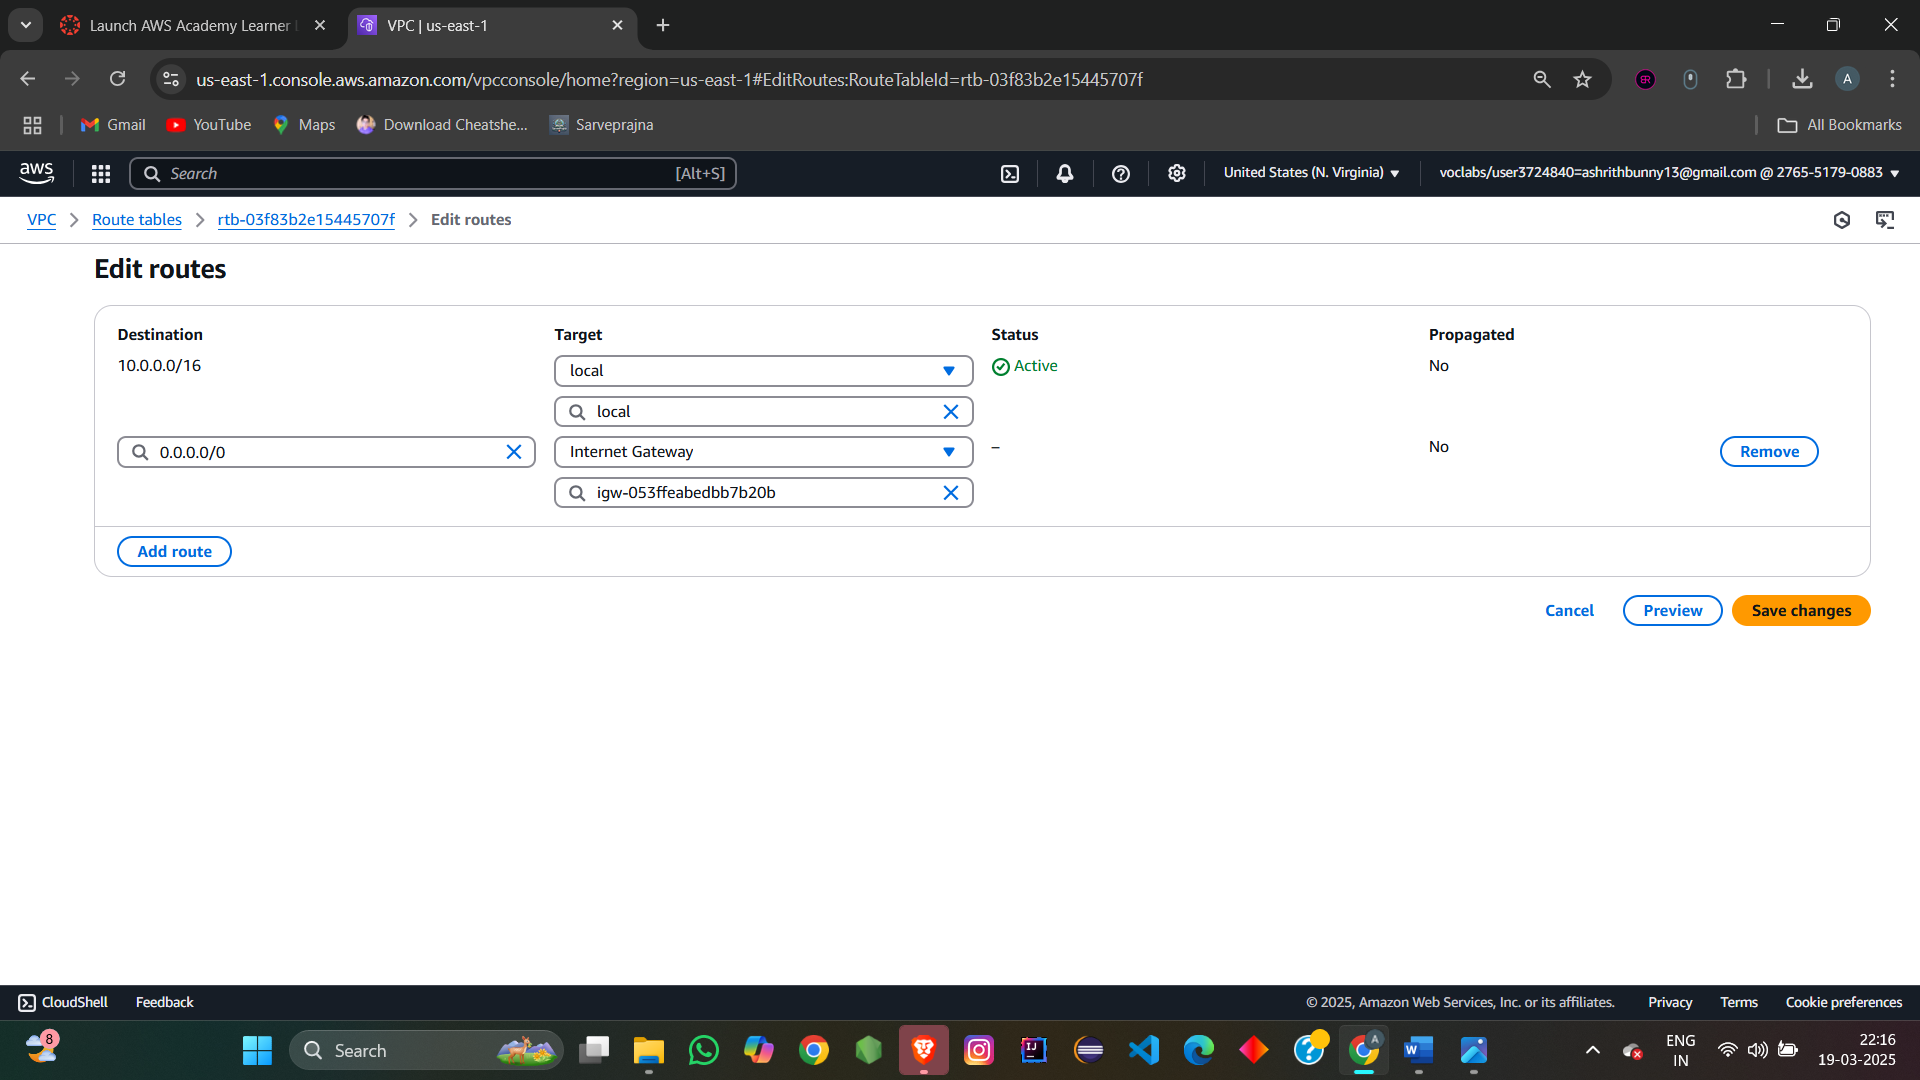 Launch AWS Academy Learner
VPC | us-east-1
us-east-1.console.aws.amazon.com/vpcconsole/home?region=us-east-1#EditRoutes:RouteTableId=rtb-03f83b2e15445707f
A
Gmail
YouTube
Maps
Download Cheatshe...
Sarveprajna
All Bookmarks
aws
Search
[Alt+S]
United States (N. Virginia)
voclabs/user3724840=ashrithbunny13@gmail.com @ 2765-5179-0883
VPC
Route tables
rtb-03f83b2e15445707f
Edit routes
Edit routes
Destination
Target
Status
Propagated
10.0.0.0/16
local
Active
No
local
0.0.0.0/0
Internet Gateway
–
No
Remove
igw-053ffeabedbb7b20b
Add route
Cancel
Preview
Save changes
CloudShell
Feedback
© 2025, Amazon Web Services, Inc. or its affiliates.
Privacy
Terms
Cookie preferences
8
Search
ENG
IN
22:16
19-03-2025